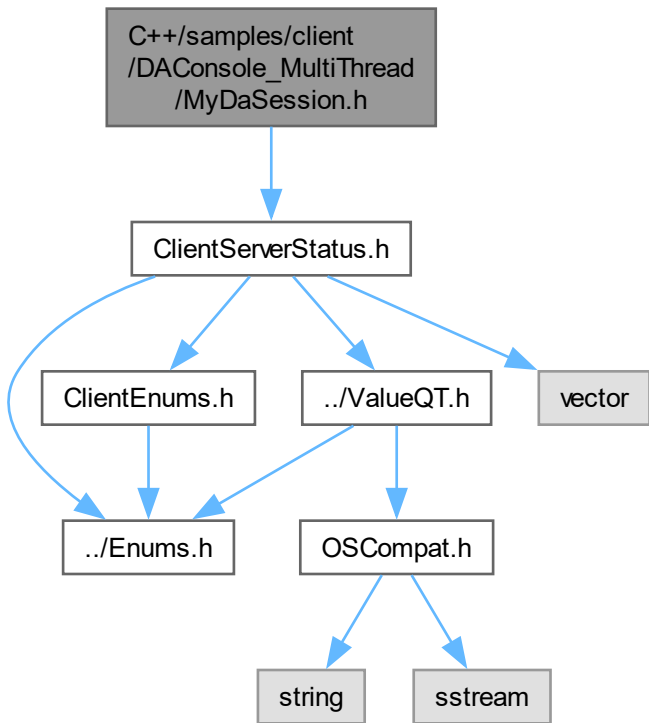 C++/samples/client
/DAConsole_MultiThread
/MyDaSession.h
ClientServerStatus.h
ClientEnums.h
../ValueQT.h
vector
../Enums.h
OSCompat.h
string
sstream